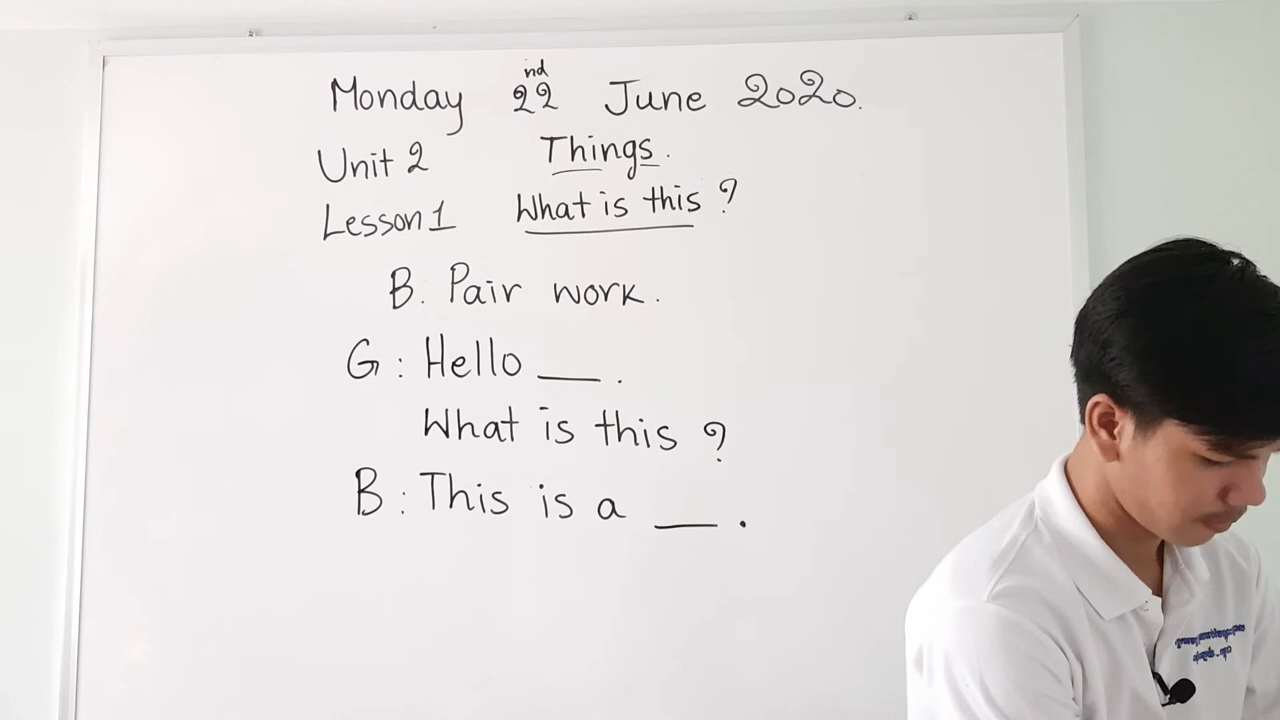 Monday 22nd June 2020.
Unit 2 Things.
Lesson 1 What is this ?
B. Pair work.
G : Hello ___ .
What is this ?
B : This is a ___ .